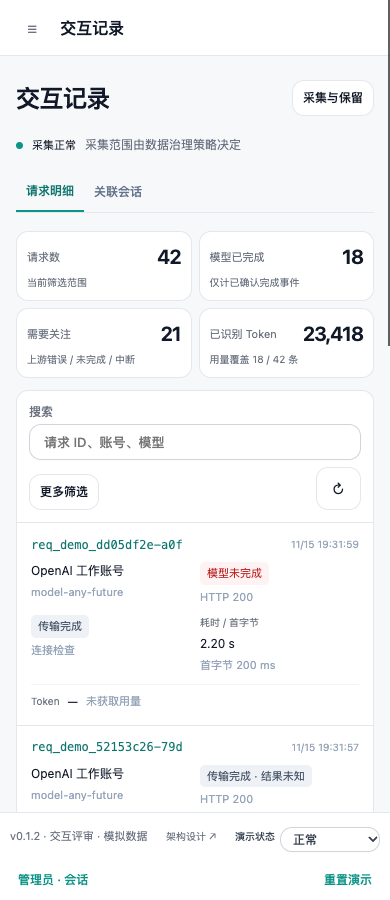 ≡ 交互记录
交互记录 采集与保留
采集正常 采集范围由数据治理策略决定
请求明细 关联会话
请求数 42
当前筛选范围
模型已完成 18
仅计已确认完成事件
需要关注 21
上游错误 / 未完成 / 中断
已识别 Token 23,418
用量覆盖 18 / 42 条
搜索
请求 ID、账号、模型
更多筛选 ↻
req_demo_dd05df2e-a0f 11/15 19:31:59
OpenAI 工作账号 模型未完成
model-any-future HTTP 200
传输完成 耗时 / 首字节
连接检查 2.20 s
首字节 200 ms
Token — 未获取用量
req_demo_52153c26-79d 11/15 19:31:57
OpenAI 工作账号 传输完成 · 结果未知
model-any-future HTTP 200
v0.1.2 · 交互评审 · 模拟数据 架构设计 ↗ 演示状态 正常
管理员 · 会话 重置演示